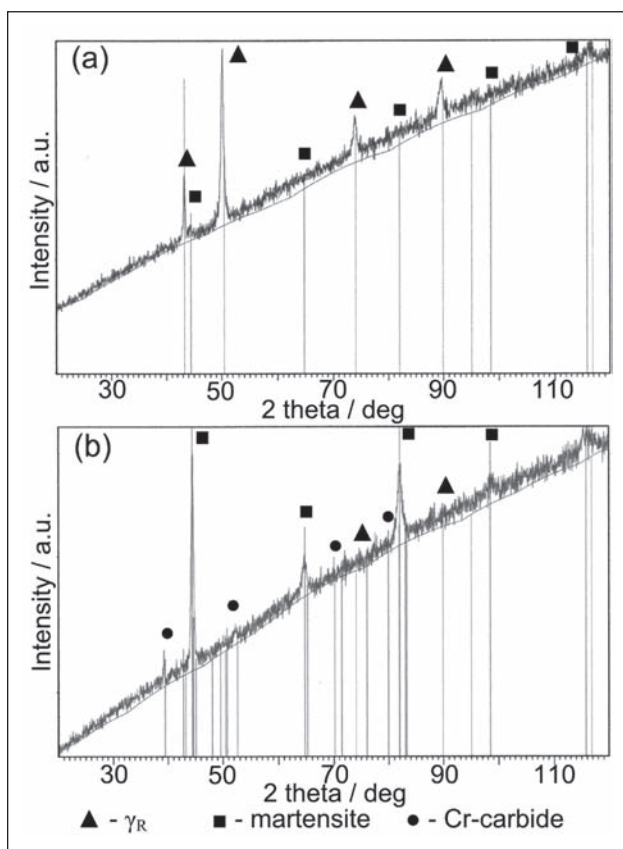 (a)
Intensity / a.u.
30 50 70 90 110
2 theta / deg
(b)
Intensity / a.u.
30 50 70 90 110
2 theta / deg
▲ - γR ■ - martensite ● - Cr-carbide